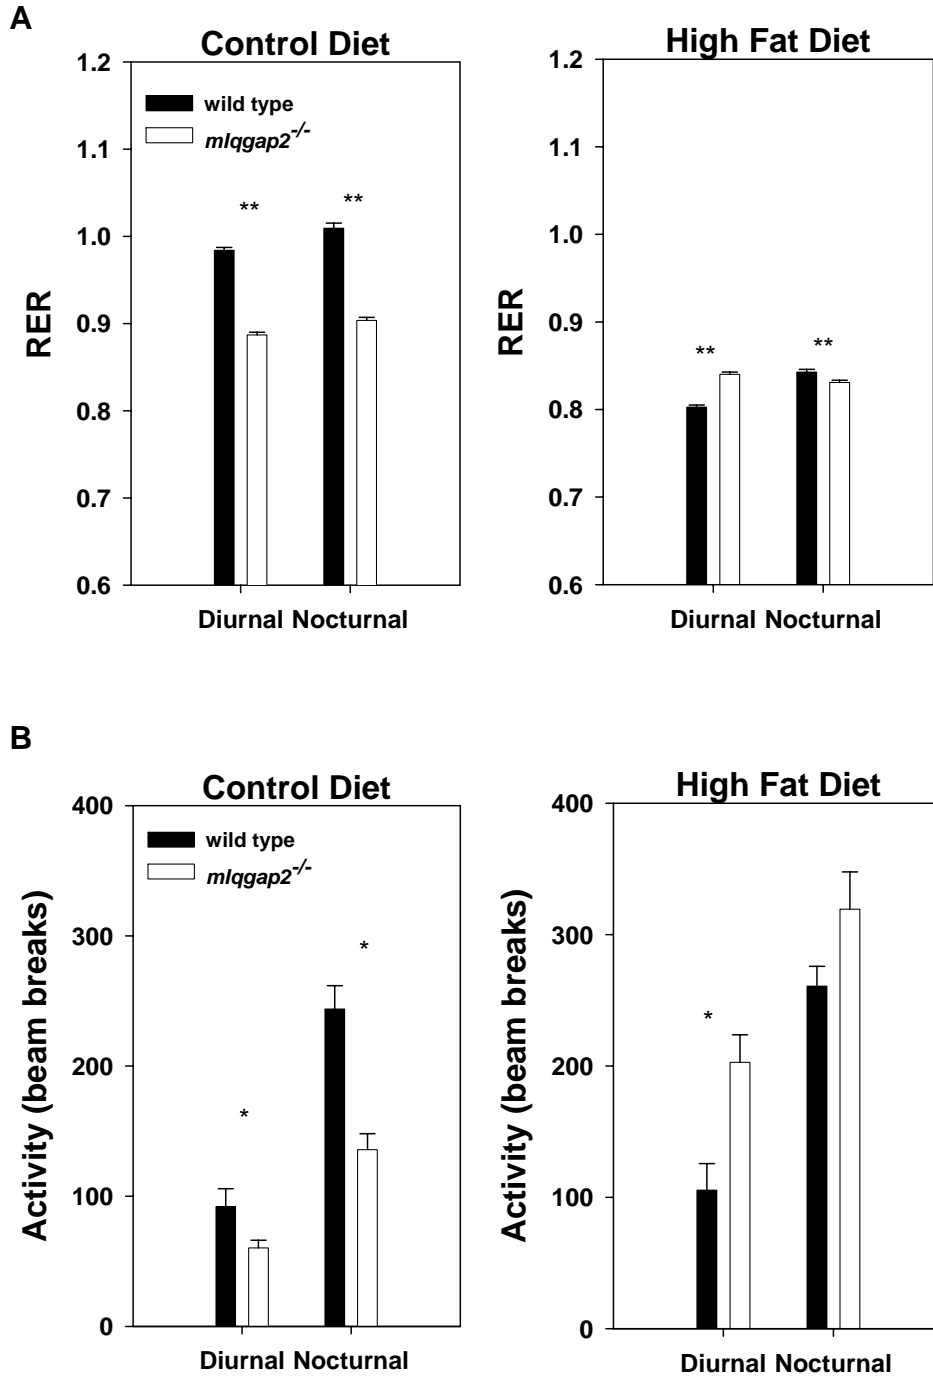 A
Control Diet
1.2
1.1
1.0
0.9
0.8
0.7
0.6
RER
wild type
mIqgap2-/-
**
**
Diurnal Nocturnal
High Fat Diet
1.2
1.1
1.0
0.9
0.8
0.7
0.6
RER
**
**
Diurnal Nocturnal
B
Control Diet
400
300
200
100
0
Activity (beam breaks)
wild type
mIqgap2-/-
*
*
Diurnal Nocturnal
High Fat Diet
400
300
200
100
0
Activity (beam breaks)
*
Diurnal Nocturnal